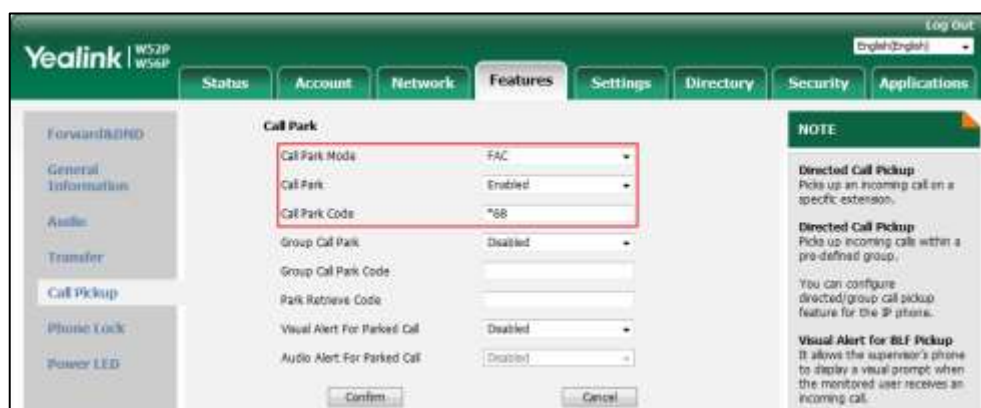 Log Out
English(English)
Yealink | W52P W56P
Status Account Network Features Settings Directory Security Applications
Forward&DND
General Information
Audio
Transfer
Call Pickup
Phone Lock
Power LED
Call Park
Call Park Mode FAC
Call Park Enabled
Call Park Code *68
Group Call Park Disabled
Group Call Park Code
Park Retrieve Code
Visual Alert For Parked Call Disabled
Audio Alert For Parked Call Disabled
Confirm Cancel
NOTE
Directed Call Pickup
Picks up an incoming call on a
specific extension.
Directed Call Pickup
Picks up incoming calls within a
pre-defined group.
You can configure
directed/group call pickup
feature for the IP phone.
Visual Alert for BLF Pickup
It allows the supervisor's phone
to display a visual prompt when
the monitored user receives an
incoming call.